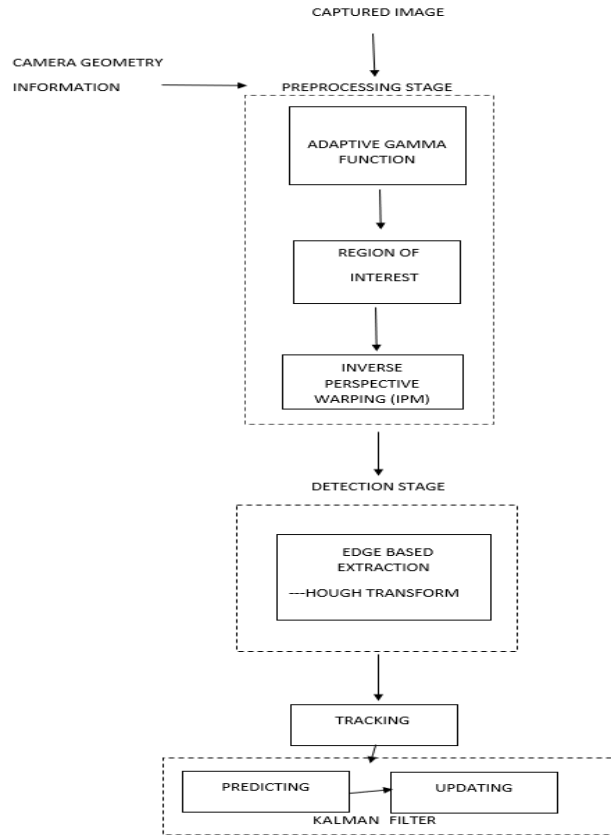 CAPTURED IMAGE
CAMERA GEOMETRY
INFORMATION
PREPROCESSING STAGE
ADAPTIVE GAMMA
FUNCTION
REGION OF
INTEREST
INVERSE
PERSPECTIVE
WARPING (IPM)
DETECTION STAGE
EDGE BASED
EXTRACTION
---HOUGH TRANSFORM
TRACKING
PREDICTING
UPDATING
KALMAN FILTER